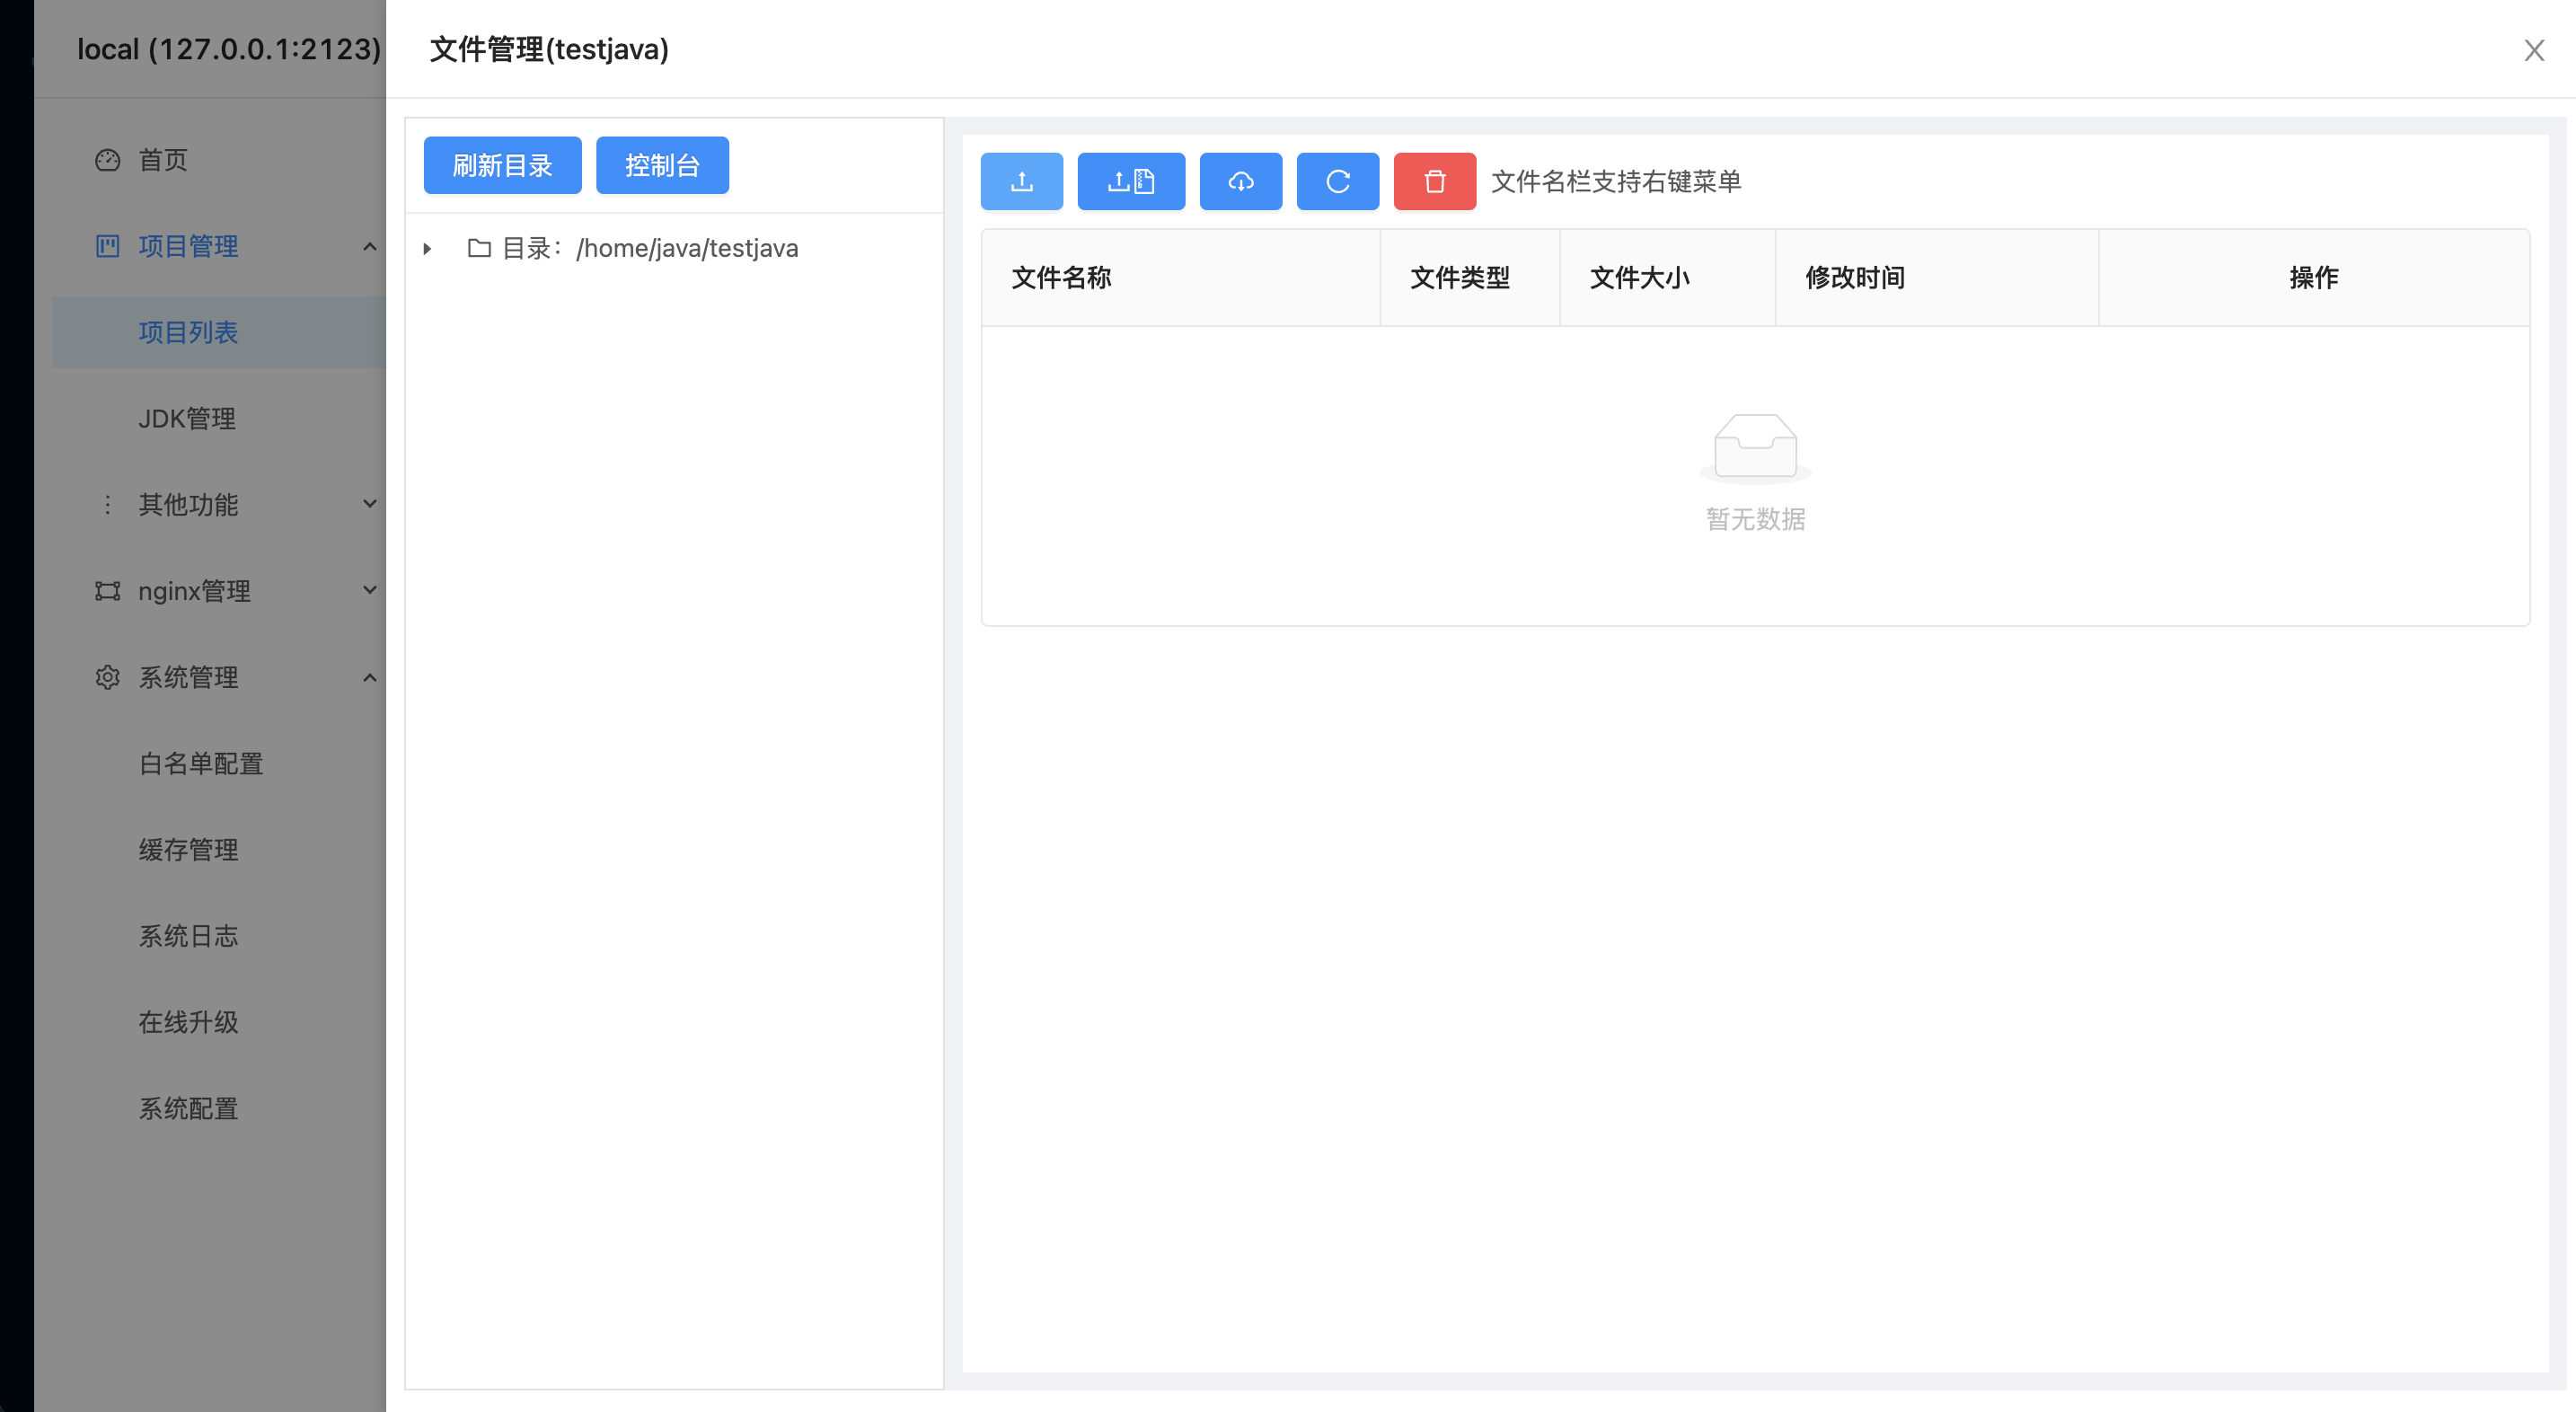 local (127.0.0.1:2123)
首页
项目管理
项目列表
JDK管理
其他功能
nginx管理
系统管理
白名单配置
缓存管理
系统日志
在线升级
系统配置
文件管理(testjava)
刷新目录 控制台
目录：/home/java/testjava
文件名栏支持右键菜单
文件名称 文件类型 文件大小 修改时间 操作
暂无数据